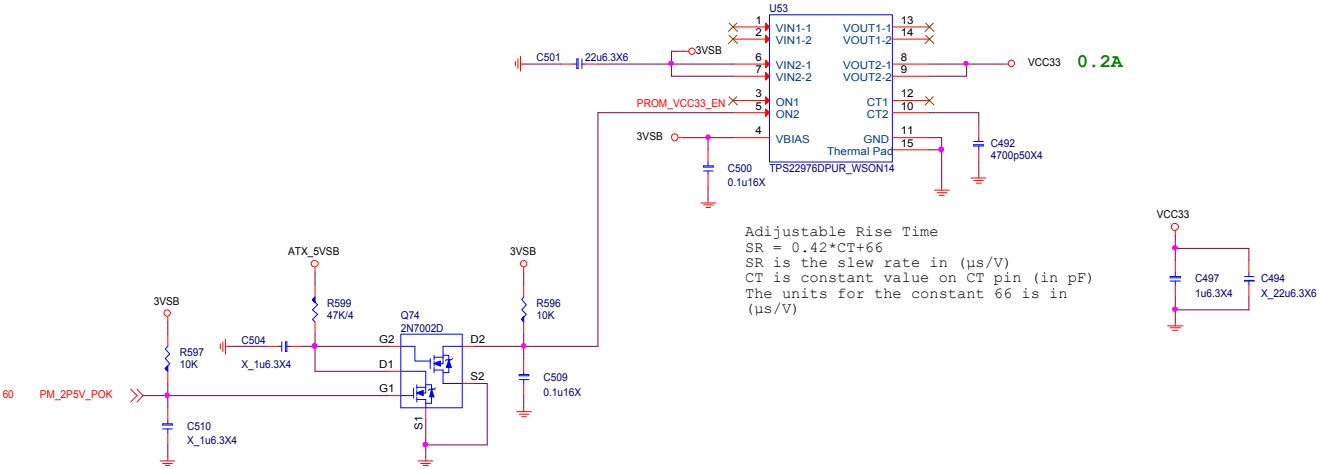 U53
1 VIN1-1 VOUT1-1 13
2 VIN1-2 VOUT1-2 14
C501 22u6.3X6 3VSB
6 VIN2-1 VOUT2-1 8 VCC33 0.2A
7 VIN2-2 VOUT2-2 9
PROM_VCC33_EN 3 ON1 CT1 12
5 ON2 CT2 10
3VSB 4 VBIAS GND 11
Thermal Pad 15
C492
4700p50X4
TPS22976DPUR_WSON14
C500
0.1u16X
Adijustable Rise Time
SR = 0.42*CT+66
SR is the slew rate in (µs/V)
CT is constant value on CT pin (in pF)
The units for the constant 66 is in
(µs/V)
VCC33
C497
1u6.3X4
C494
X_22u6.3X6
ATX_5VSB
3VSB
3VSB
R599
47K/4
R596
10K
Q74
2N7002D
R597
10K
C504
X_1u6.3X4
G2 D2
D1
G1 S2
S1
C509
0.1u16X
60 PM_2P5V_POK
C510
X_1u6.3X4